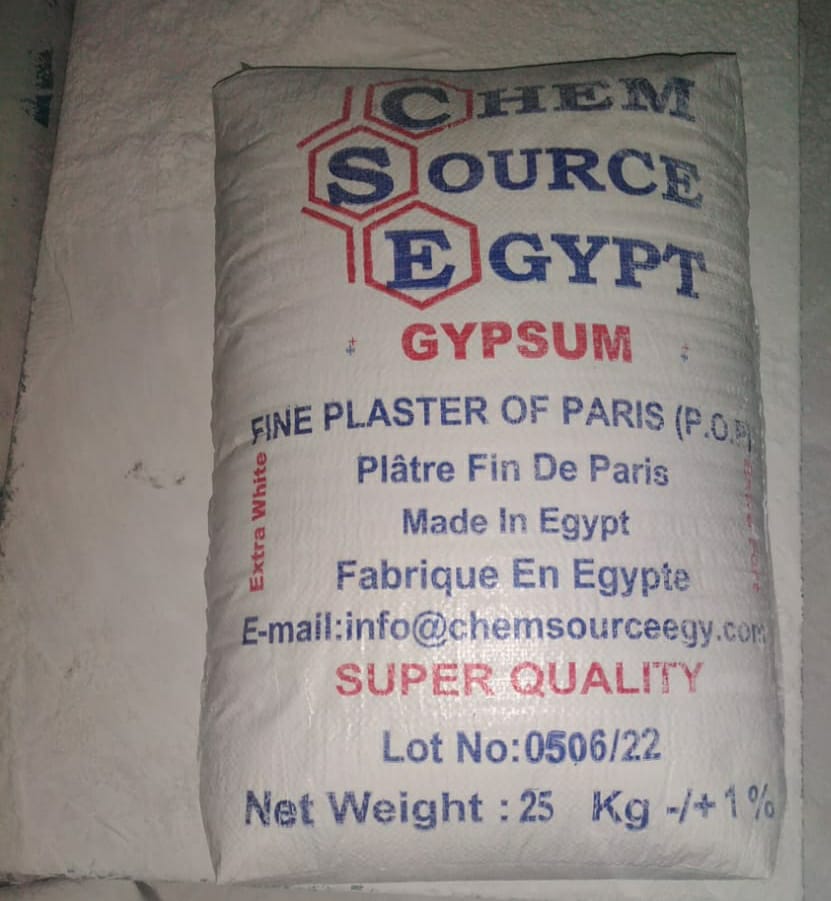 CHEM
SOURCE
EGYPT
GYPSUM
FINE PLASTER OF PARIS (P.O.P)
Plâtre Fin De Paris
Extra White
Made In Egypt
Fabrique En Egypte
E-mail:info@chemsourceegy.com
SUPER QUALITY
Lot No:0506/22
Net Weight : 25 Kg -/+1%